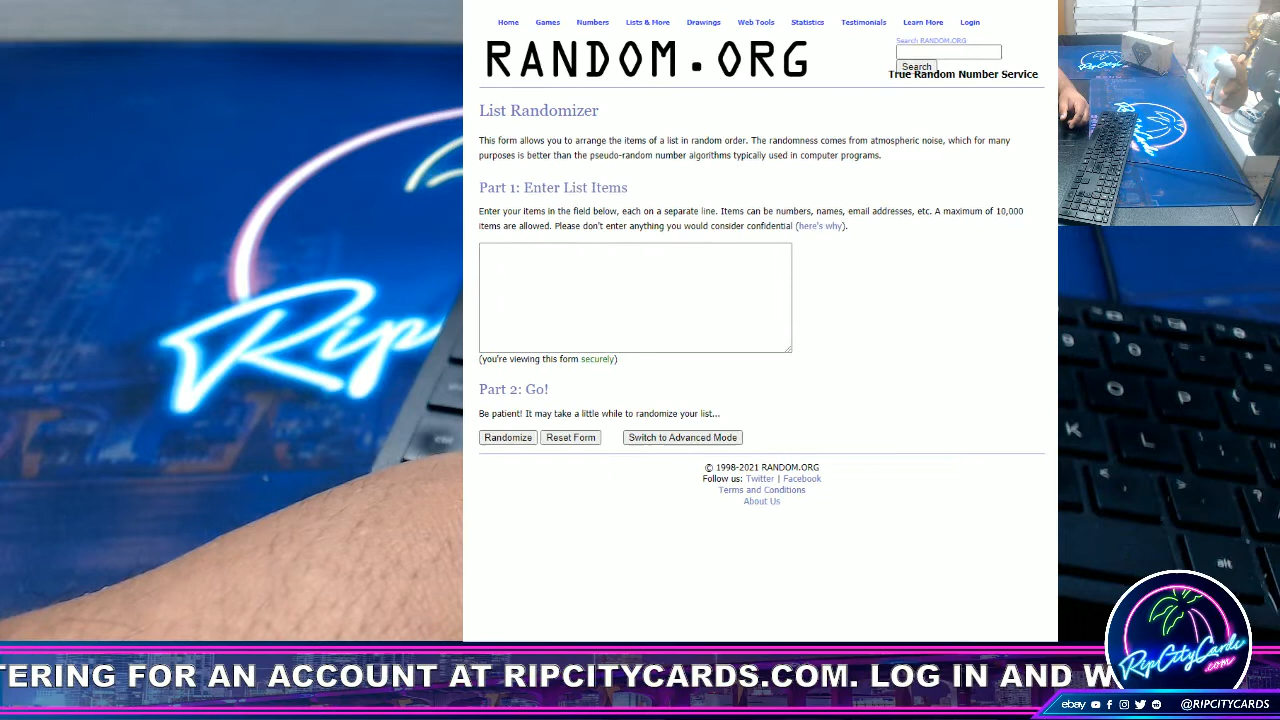 Home Games Numbers Lists & More Drawings Web Tools Statistics Testimonials Learn More Login
RANDOM.ORG
Search RANDOM.ORG
Search
True Random Number Service
List Randomizer
This form allows you to arrange the items of a list in random order. The randomness comes from atmospheric noise, which for many
purposes is better than the pseudo-random number algorithms typically used in computer programs.
Part 1: Enter List Items
Enter your items in the field below, each on a separate line. Items can be numbers, names, email addresses, etc. A maximum of 10,000
items are allowed. Please don't enter anything you would consider confidential (here's why).
(you're viewing this form securely)
Part 2: Go!
Be patient! It may take a little while to randomize your list...
Randomize Reset Form Switch to Advanced Mode
© 1998-2021 RANDOM.ORG
Follow us: Twitter | Facebook
Terms and Conditions
About Us
Rip
O
K
L
alt
TERING FOR AN ACCOUNT AT RIPCITYCARDS.COM. LOG IN AND W
RipCityCards
.com
ebay @RIPCITYCARDS